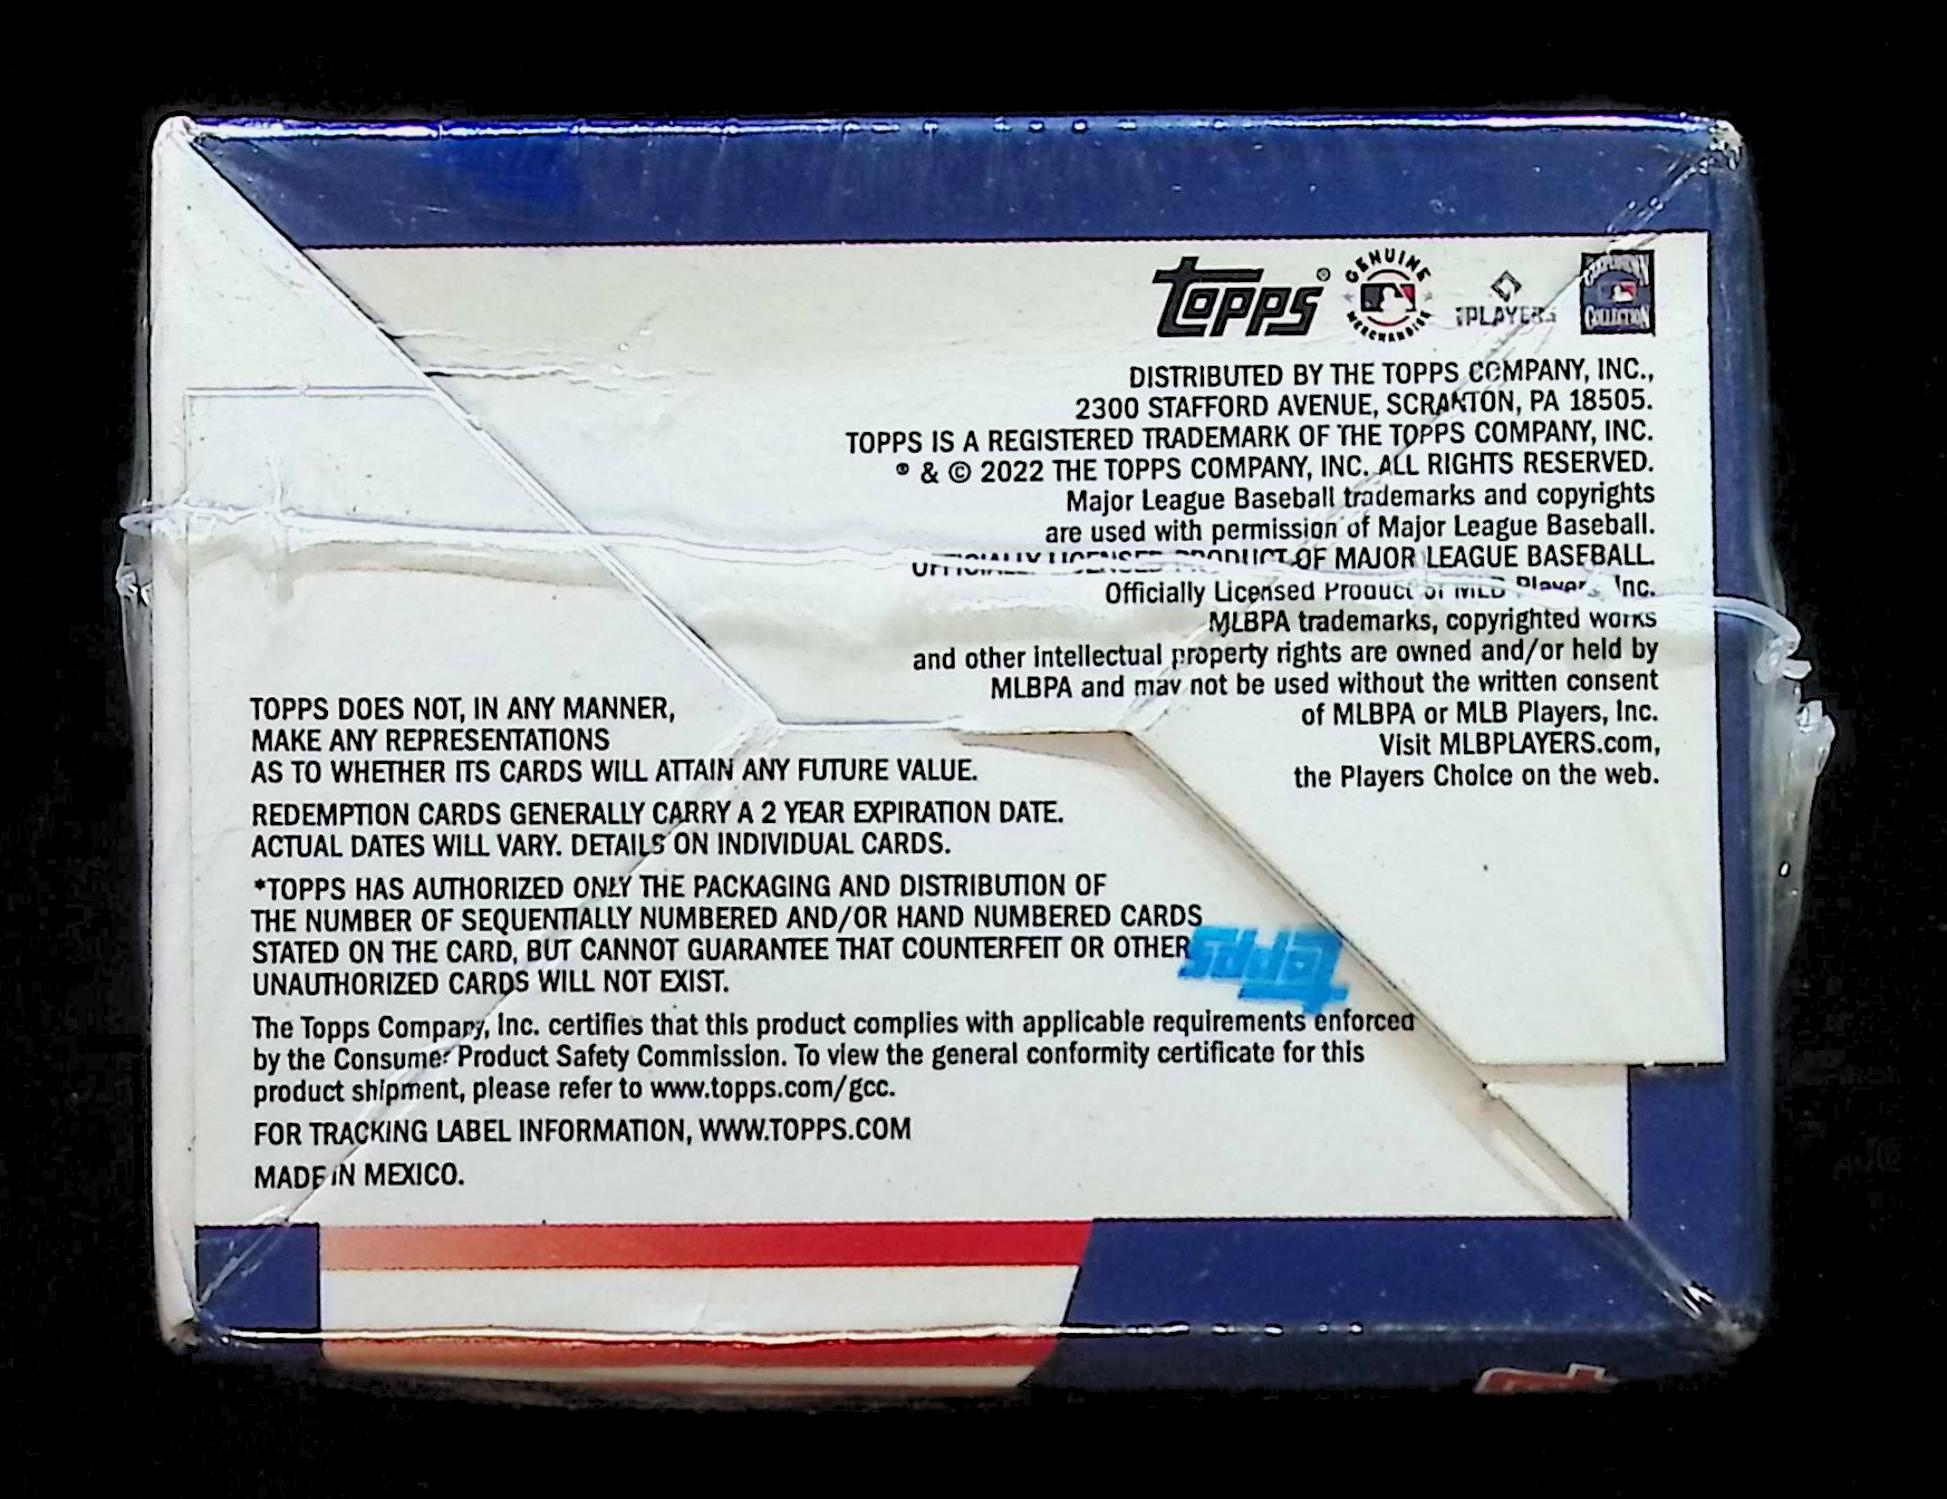 Topps®
GENUINE
MERCHANDISE
PLAYERS
COOPERSTOWN
COLLECTION
DISTRIBUTED BY THE TOPPS COMPANY, INC.,
2300 STAFFORD AVENUE, SCRANTON, PA 18505.
TOPPS IS A REGISTERED TRADEMARK OF THE TOPPS COMPANY, INC.
® & © 2022 THE TOPPS COMPANY, INC. ALL RIGHTS RESERVED.
Major League Baseball trademarks and copyrights
are used with permission of Major League Baseball.
OFFICIALLY LICENSED PRODUCT OF MAJOR LEAGUE BASEBALL.
Officially Licensed Product of MLB Players, Inc.
MLBPA trademarks, copyrighted works
and other intellectual property rights are owned and/or held by
MLBPA and may not be used without the written consent
of MLBPA or MLB Players, Inc.
Visit MLBPLAYERS.com,
the Players Choice on the web.
TOPPS DOES NOT, IN ANY MANNER,
MAKE ANY REPRESENTATIONS
AS TO WHETHER ITS CARDS WILL ATTAIN ANY FUTURE VALUE.
REDEMPTION CARDS GENERALLY CARRY A 2 YEAR EXPIRATION DATE.
ACTUAL DATES WILL VARY. DETAILS ON INDIVIDUAL CARDS.
*TOPPS HAS AUTHORIZED ONLY THE PACKAGING AND DISTRIBUTION OF
THE NUMBER OF SEQUENTIALLY NUMBERED AND/OR HAND NUMBERED CARDS
STATED ON THE CARD, BUT CANNOT GUARANTEE THAT COUNTERFEIT OR OTHER
UNAUTHORIZED CARDS WILL NOT EXIST.
Topps
The Topps Company, Inc. certifies that this product complies with applicable requirements enforced
by the Consumer Product Safety Commission. To view the general conformity certificate for this
product shipment, please refer to www.topps.com/gcc.
FOR TRACKING LABEL INFORMATION, WWW.TOPPS.COM
MADE IN MEXICO.